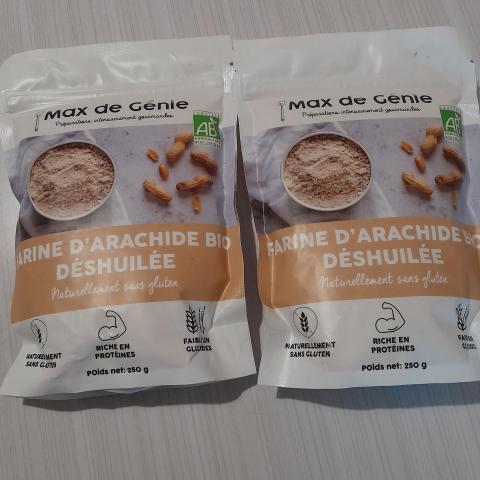 Max de Génie
Préparations intensément gourmandes
AB
FARINE D'ARACHIDE BIO
DÉSHUILÉE
Naturellement sans gluten
NATURELLEMENT
SANS GLUTEN
RICHE EN
PROTÉINES
FAIBLE EN
GLUCIDES
Poids net: 250 g
Max de Génie
Préparations intensément gourmandes
AB
FARINE D'ARACHIDE BIO
DÉSHUILÉE
Naturellement sans gluten
NATURELLEMENT
SANS GLUTEN
RICHE EN
PROTÉINES
Poids net: 250 g